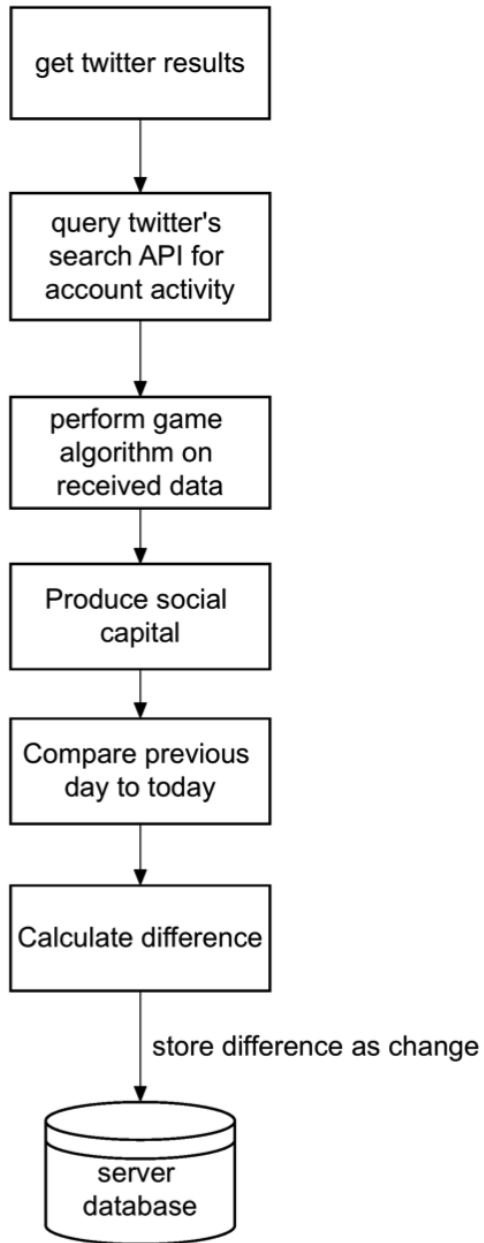 get twitter results
query twitter's
search API for
account activity
perform game
algorithm on
received data
Produce social
capital
Compare previous
day to today
Calculate difference
store difference as change
server
database